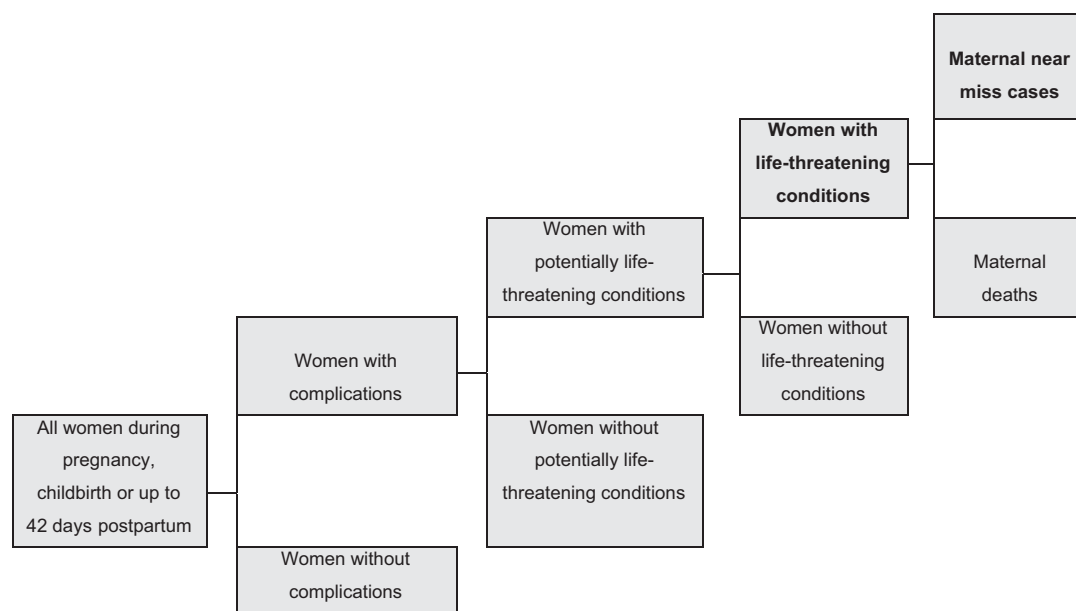 Maternal near
miss cases
Women with
life-threatening
conditions
Women with
potentially life-
threatening conditions
Maternal
deaths
Women with
complications
Women without
life-threatening
conditions
All women during
pregnancy,
childbirth or up to
42 days postpartum
Women without
potentially life-
threatening conditions
Women without
complications